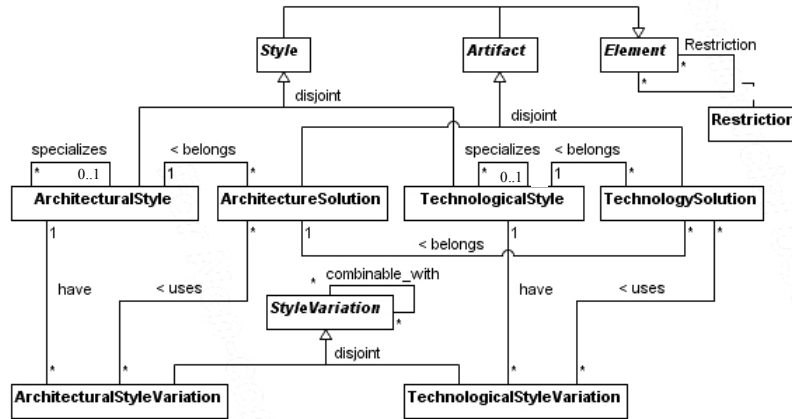 Style
Artifact
Element
Restriction
*
*
disjoint
disjoint
Restriction
specializes
< belongs
specializes
< belongs
*
0..1
1
*
*
0..1
1
*
ArchitecturalStyle
ArchitectureSolution
TechnologicalStyle
TechnologySolution
1
*
1
1
*
*
< belongs
combinable_with
*
have
< uses
have
< uses
StyleVariation
*
disjoint
*
*
*
*
ArchitecturalStyleVariation
TechnologicalStyleVariation